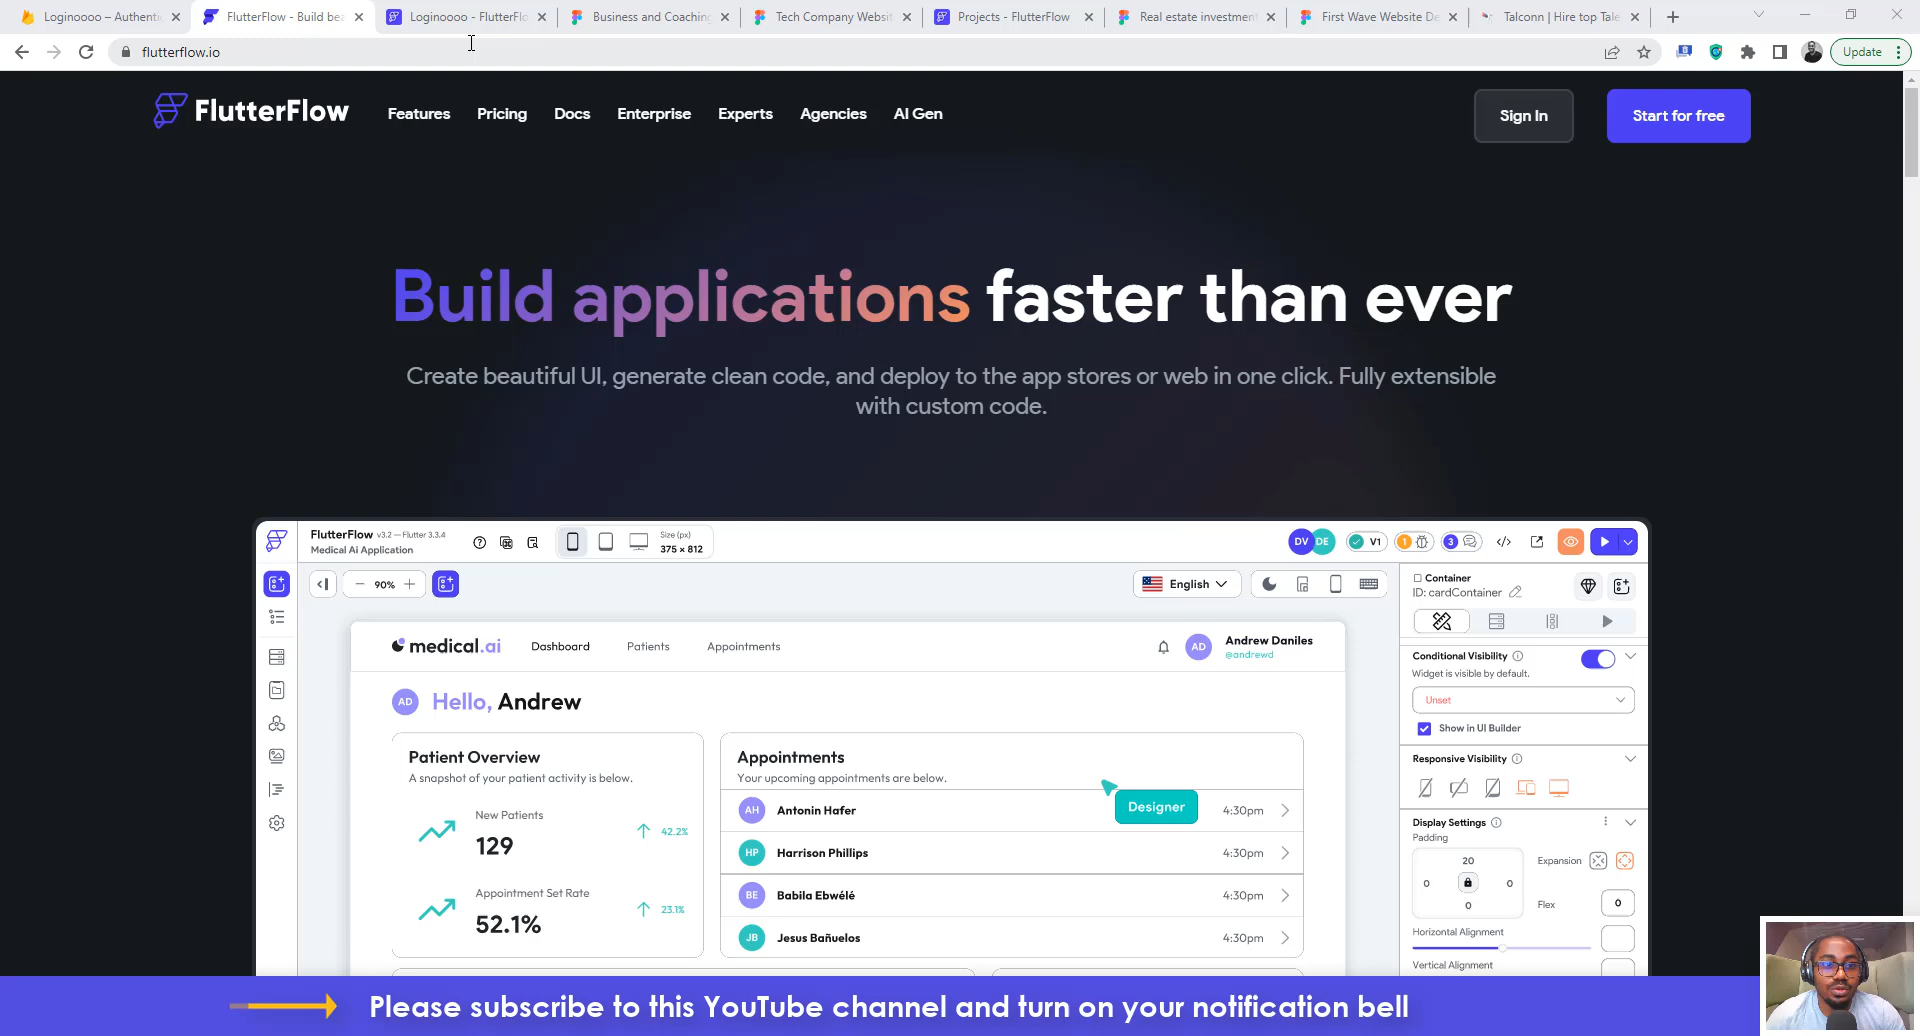 Loginoooo – Authenti
FlutterFlow - Build bea
Loginoooo - FlutterFlo
Business and Coaching
Tech Company Websit
Projects - FlutterFlow
Real estate investment
First Wave Website De
Talconn | Hire top Tale
flutterflow.io
Update
FlutterFlow
Features
Pricing
Docs
Enterprise
Experts
Agencies
AI Gen
Sign In
Start for free
Build applications faster than ever
Create beautiful UI, generate clean code, and deploy to the app stores or web in one click. Fully extensible
with custom code.
FlutterFlow v3.2 — Flutter 3.3.4
Medical Ai Application
Size (px)
375 × 812
DV
DE
V1
1
3
90%
English
medical.ai
Dashboard
Patients
Appointments
AD
Andrew Daniles
@andrewd
AD
Hello, Andrew
Patient Overview
A snapshot of your patient activity is below.
New Patients
129
42.2%
Appointment Set Rate
52.1%
23.1%
Appointments
Your upcoming appointments are below.
AH
Antonin Hafer
4:30pm
Designer
HP
Harrison Phillips
4:30pm
BE
Babila Ebwélé
4:30pm
JB
Jesus Bañuelos
4:30pm
Container
ID: cardContainer
Conditional Visibility
Widget is visible by default.
Unset
Show in UI Builder
Responsive Visibility
Display Settings
Padding
20
0
0
0
Expansion
Flex
0
Horizontal Alignment
Vertical Alignment
Please subscribe to this YouTube channel and turn on your notification bell